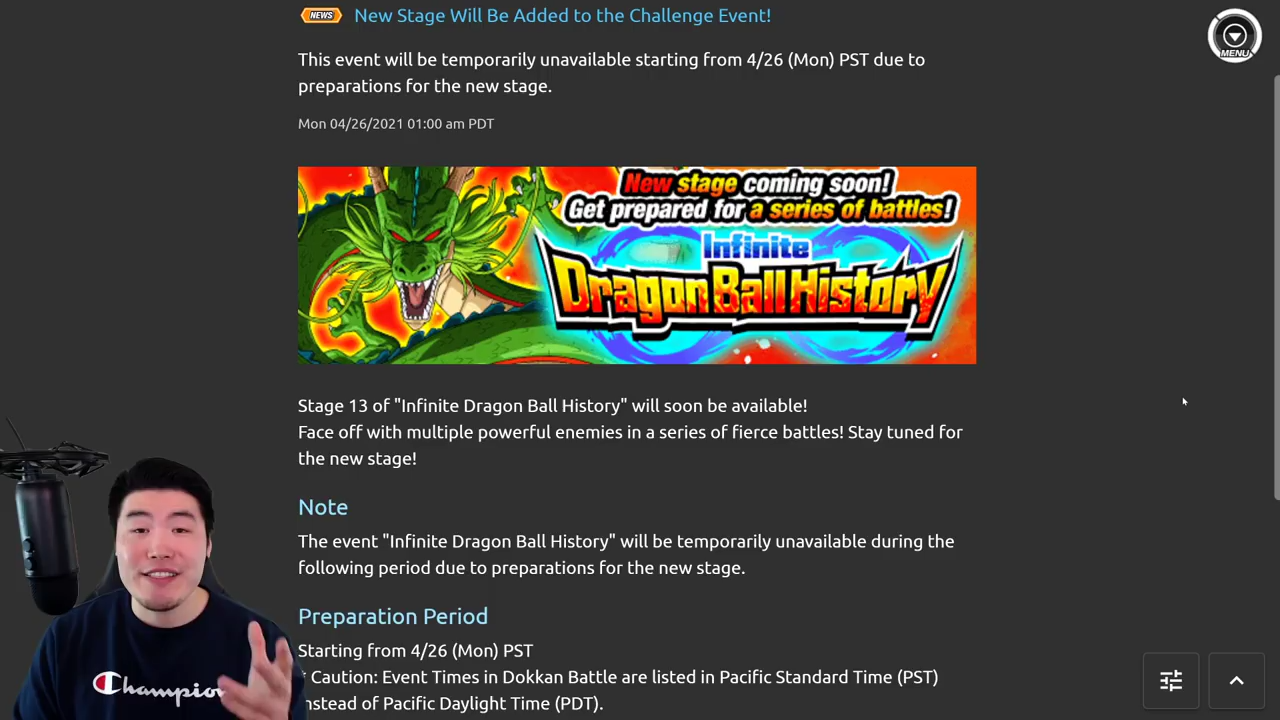 NEWS New Stage Will Be Added to the Challenge Event!
This event will be temporarily unavailable starting from 4/26 (Mon) PST due to
preparations for the new stage.
Mon 04/26/2021 01:00 am PDT
MENU
New stage coming soon!
Get prepared for a series of battles!
Infinite
Dragon Ball History
Stage 13 of "Infinite Dragon Ball History" will soon be available!
Face off with multiple powerful enemies in a series of fierce battles! Stay tuned for
the new stage!
Note
The event "Infinite Dragon Ball History" will be temporarily unavailable during the
following period due to preparations for the new stage.
Preparation Period
Starting from 4/26 (Mon) PST
* Caution: Event Times in Dokkan Battle are listed in Pacific Standard Time (PST)
instead of Pacific Daylight Time (PDT).
Champion